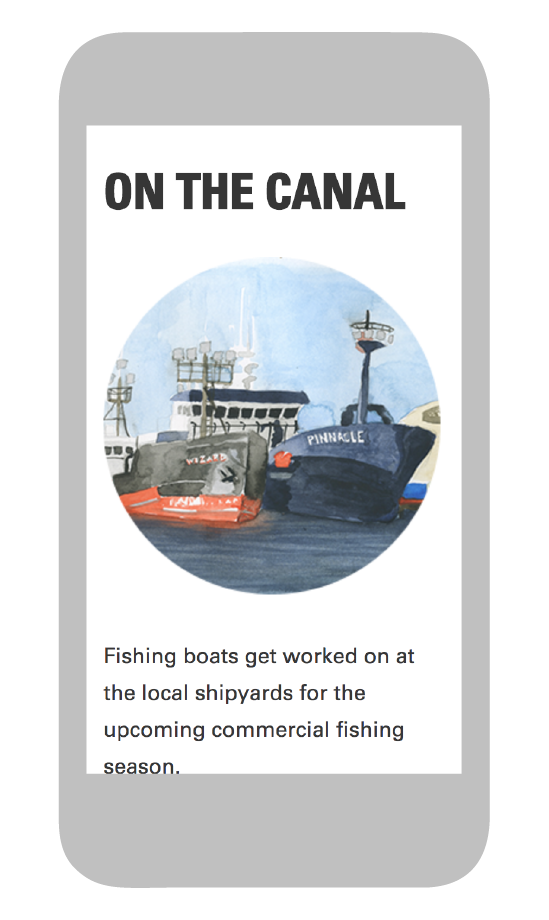 ON THE CANAL
WIZARD
PINNACLE
Fishing boats get worked on at
the local shipyards for the
upcoming commercial fishing
season.